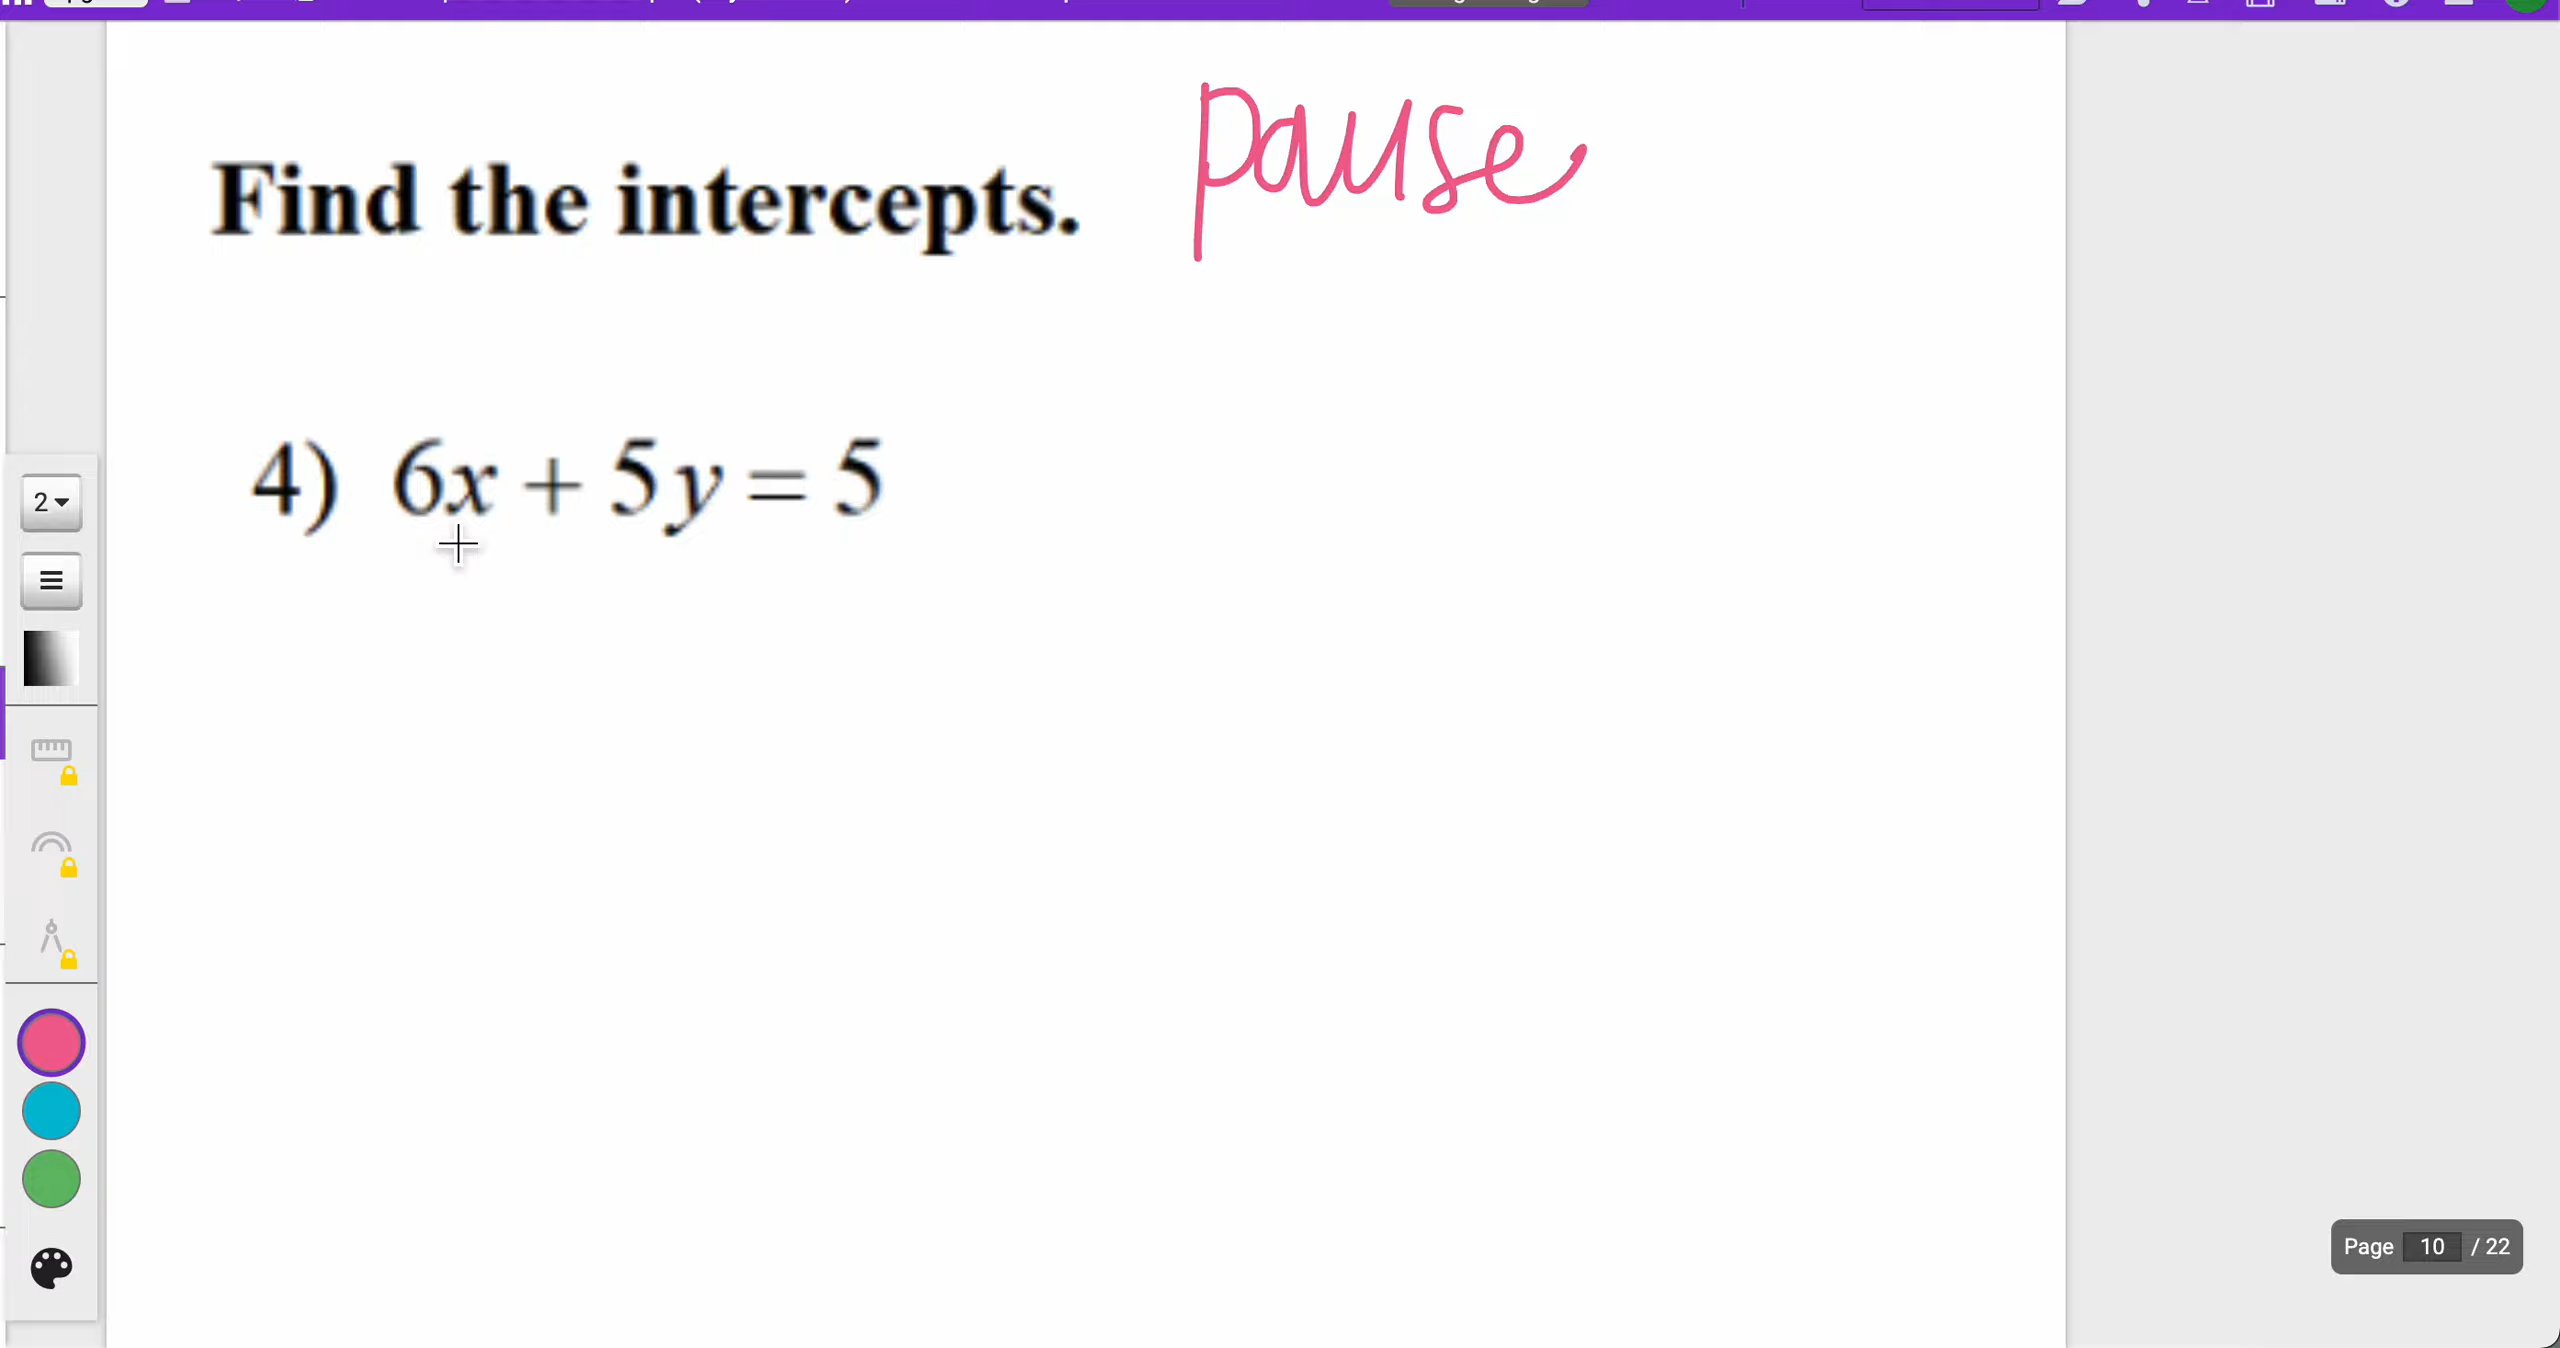 pause
Find the intercepts.
4) 6x + 5y = 5
2
Page 10 / 22